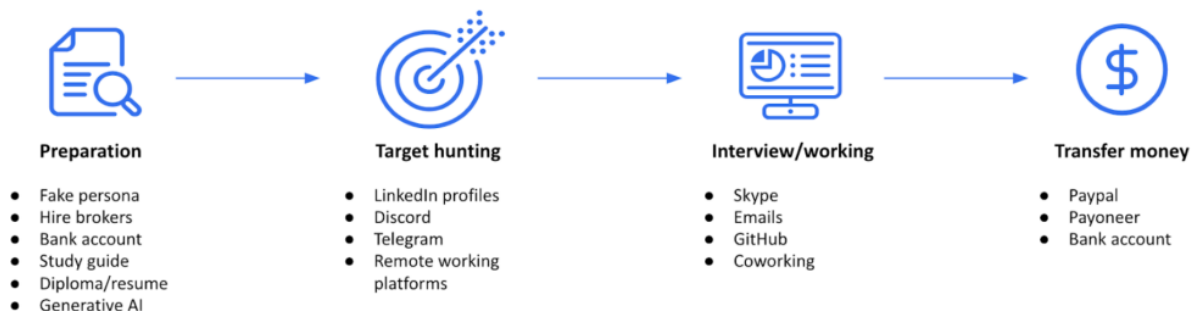 $
Preparation
Fake persona
Hire brokers
Bank account
Study guide
Diploma/resume
Generative AI
Target hunting
LinkedIn profiles
Discord
Telegram
Remote working
platforms
Interview/working
Skype
Emails
GitHub
Coworking
Transfer money
Paypal
Payoneer
Bank account